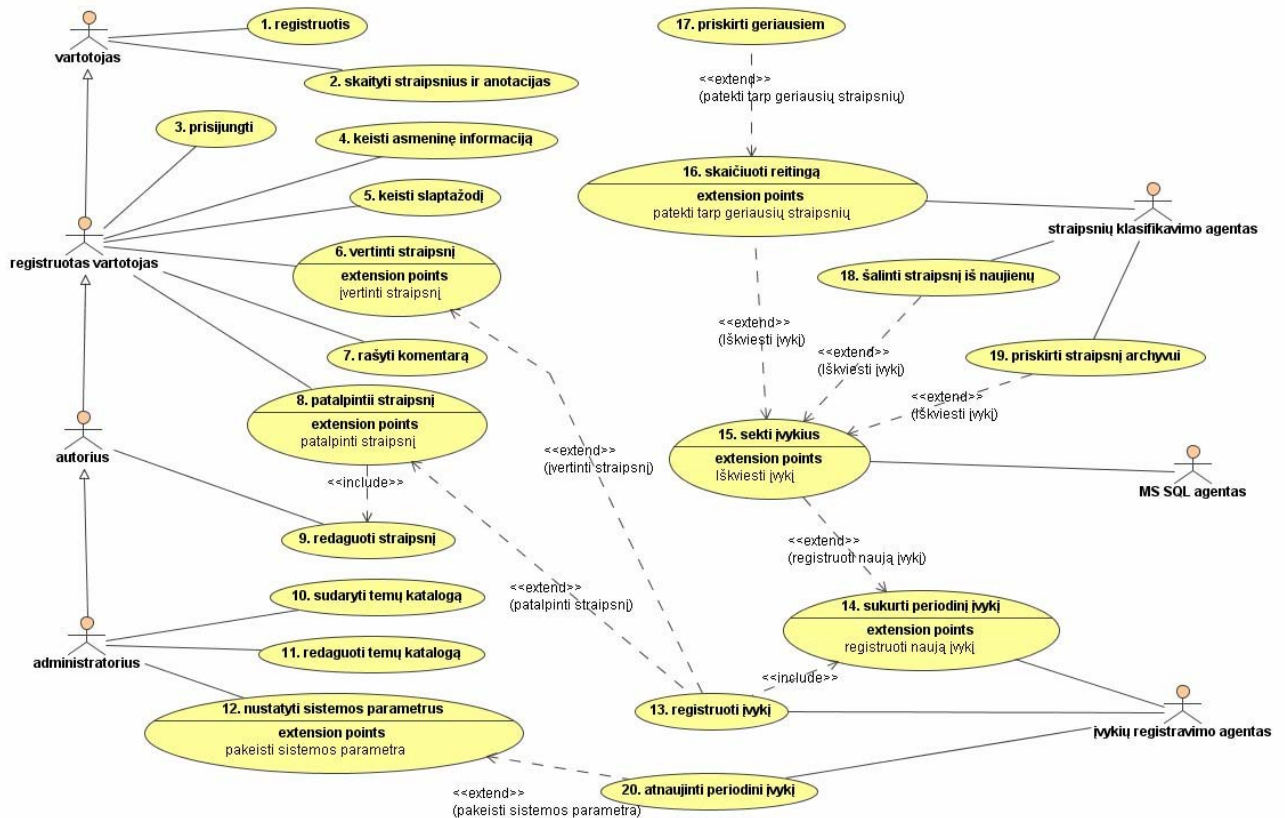 1. registruotis
vartotojas
2. skaityti straipsnius ir anotacijas
3. prisijungti
4. keisti asmeninę informaciją
5. keisti slaptažodį
registruotas vartotojas
6. vertinti straipsnį
extension points
įvertinti straipsnį
7. rašyti komentarą
8. patalpintii straipsnį
extension points
patalpinti straipsnį
autorius
<<include>>
9. redaguoti straipsnį
10. sudaryti temų katalogą
administratorius
11. redaguoti temų katalogą
12. nustatyti sistemos parametrus
extension points
pakeisti sistemos parametra
17. priskirti geriausiem
<<extend>>
(patekti tarp geriausių straipsnių)
16. skaičiuoti reitingą
extension points
patekti tarp geriausių straipsnių
straipsnių klasifikavimo agentas
18. šalinti straipsnį iš naujienų
<<extend>>
(Iškviesti įvykį)
<<extend>>
(Iškviesti įvykį)
19. priskirti straipsnį archyvui
<<extend>>
(Iškviesti įvykį)
15. sekti įvykius
extension points
Iškviesti įvykį
MS SQL agentas
<<extend>>
(įvertinti straipsnį)
<<extend>>
(registruoti naują įvykį)
<<extend>>
(patalpinti straipsnį)
14. sukurti periodinį įvykį
extension points
registruoti naują įvykį
<<include>>
13. registruoti įvykį
įvykių registravimo agentas
20. atnaujinti periodini įvykį
<<extend>>
(pakeisti sistemos parametra)